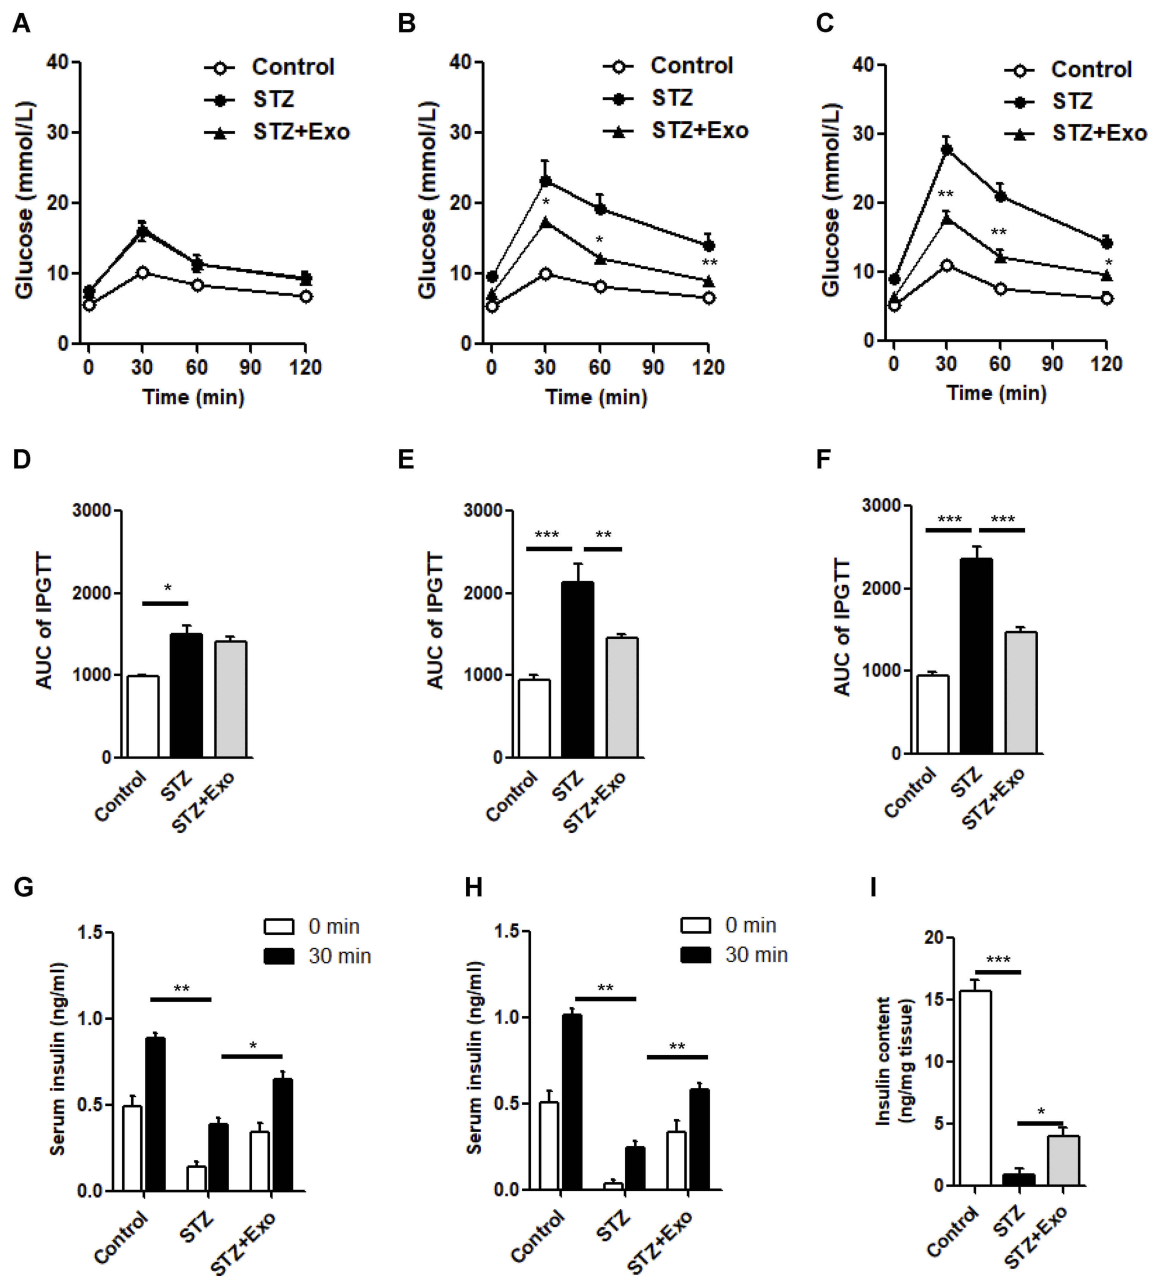 A
Control
STZ
STZ+Exo
Glucose (mmol/L)
40
30
20
10
0
0 30 60 90 120
Time (min)
B
Control
STZ
STZ+Exo
Glucose (mmol/L)
40
30
20
10
0
*
*
**
0 30 60 90 120
Time (min)
C
Control
STZ
STZ+Exo
Glucose (mmol/L)
40
30
20
10
0
**
**
*
0 30 60 90 120
Time (min)
D
AUC of IPGTT
3000
2000
1000
0
*
Control
STZ
STZ+Exo
E
AUC of IPGTT
3000
2000
1000
0
*** **
Control
STZ
STZ+Exo
F
AUC of IPGTT
3000
2000
1000
0
*** ***
Control
STZ
STZ+Exo
G
0 min
30 min
Serum insulin (ng/ml)
1.5
1.0
0.5
0.0
**
*
Control
STZ
STZ+Exo
H
0 min
30 min
Serum insulin (ng/ml)
1.5
1.0
0.5
0.0
**
**
Control
STZ
STZ+Exo
I
Insulin content
(ng/mg tissue)
20
15
10
5
0
***
*
Control
STZ
STZ+Exo